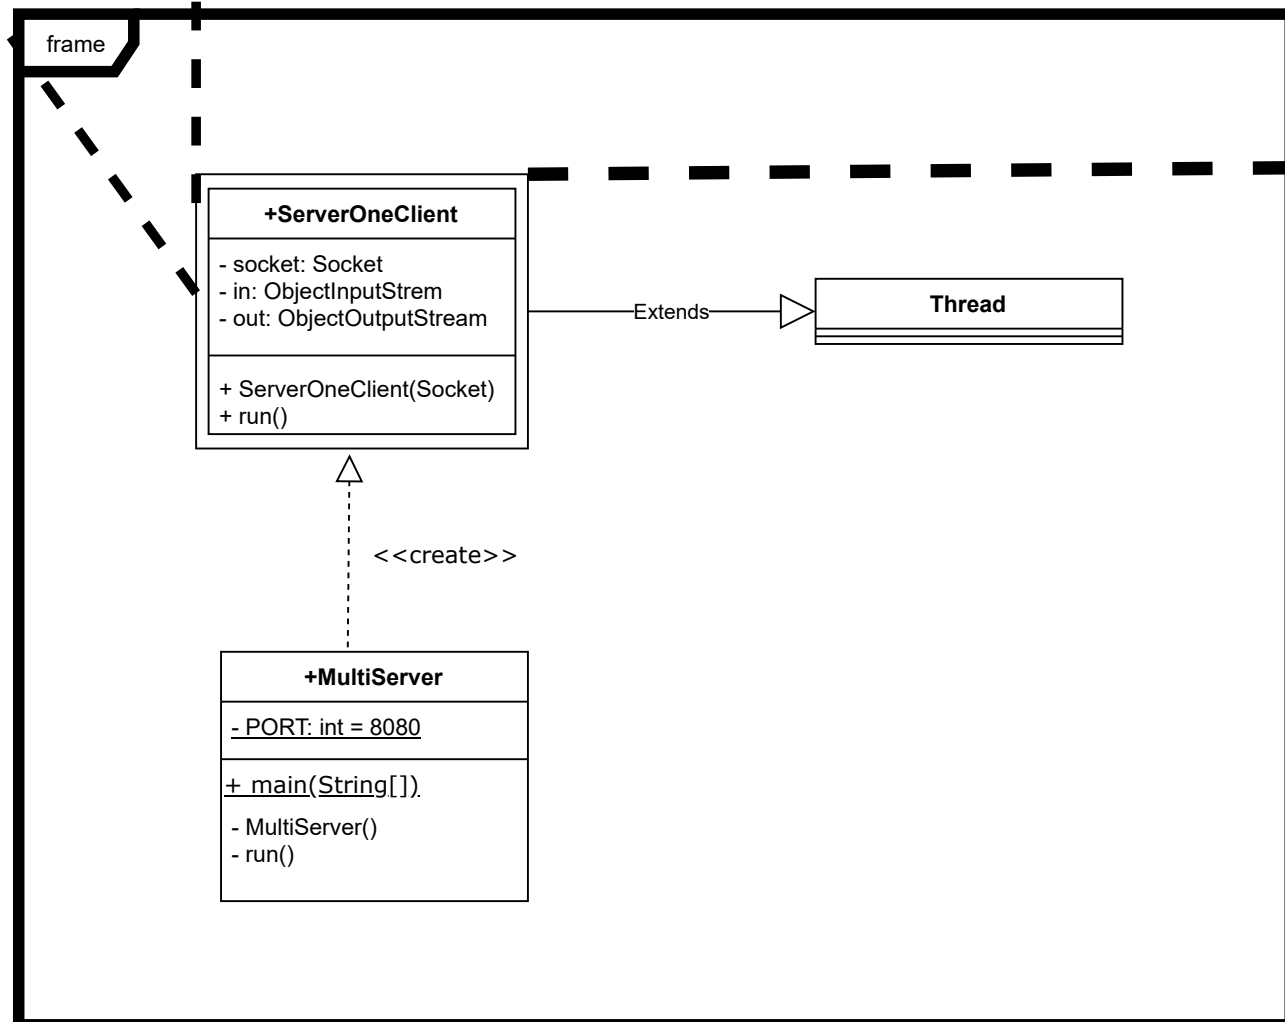 frame
+ServerOneClient
- socket: Socket
- in: ObjectInputStrem
- out: ObjectOutputStream
+ ServerOneClient(Socket)
+ run()
Extends
Thread
<<create>>
+MultiServer
- PORT: int = 8080
+ main(String[])
- MultiServer()
- run()